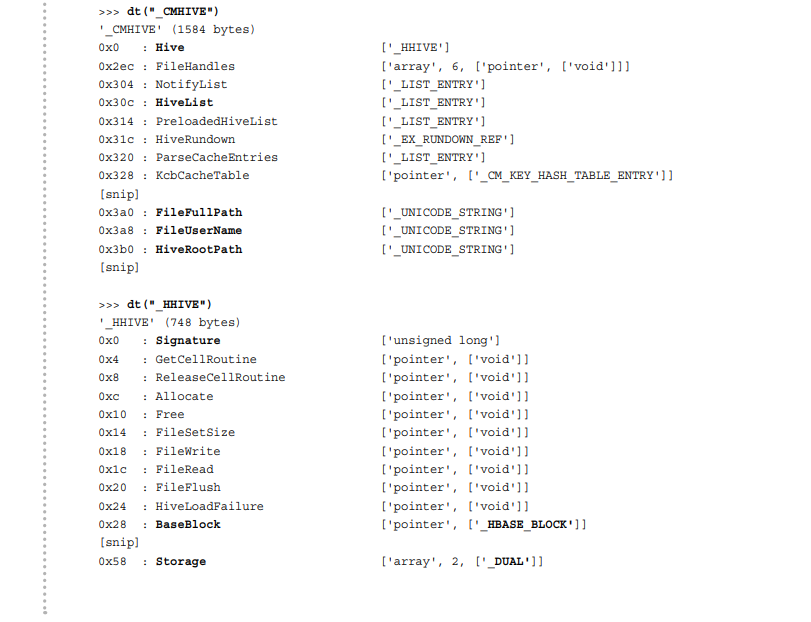 >>> dt("_CMHIVE")
'_CMHIVE' (1584 bytes)
0x0   : Hive                           ['_HHIVE']
0x2ec : FileHandles                    ['array', 6, ['pointer', ['void']]]
0x304 : NotifyList                     ['_LIST_ENTRY']
0x30c : HiveList                       ['_LIST_ENTRY']
0x314 : PreloadedHiveList              ['_LIST_ENTRY']
0x31c : HiveRundown                    ['_EX_RUNDOWN_REF']
0x320 : ParseCacheEntries              ['_LIST_ENTRY']
0x328 : KcbCacheTable                  ['pointer', ['_CM_KEY_HASH_TABLE_ENTRY']]
[snip]
0x3a0 : FileFullPath                   ['_UNICODE_STRING']
0x3a8 : FileUserName                   ['_UNICODE_STRING']
0x3b0 : HiveRootPath                   ['_UNICODE_STRING']
[snip]
>>> dt("_HHIVE")
'_HHIVE' (748 bytes)
0x0   : Signature                      ['unsigned long']
0x4   : GetCellRoutine                 ['pointer', ['void']]
0x8   : ReleaseCellRoutine             ['pointer', ['void']]
0xc   : Allocate                       ['pointer', ['void']]
0x10  : Free                           ['pointer', ['void']]
0x14  : FileSetSize                    ['pointer', ['void']]
0x18  : FileWrite                      ['pointer', ['void']]
0x1c  : FileRead                       ['pointer', ['void']]
0x20  : FileFlush                      ['pointer', ['void']]
0x24  : HiveLoadFailure                ['pointer', ['void']]
0x28  : BaseBlock                      ['pointer', ['_HBASE_BLOCK']]
[snip]
0x58  : Storage                        ['array', 2, ['_DUAL']]